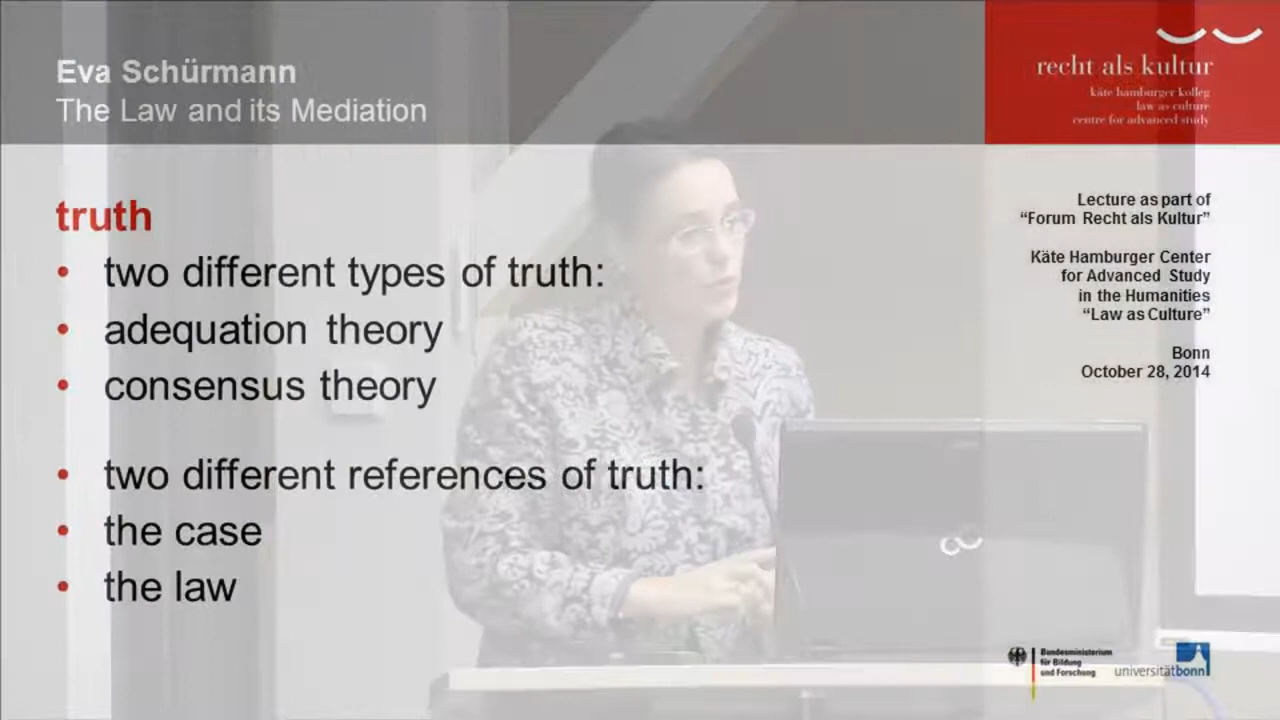 Eva Schürmann
The Law and its Mediation
recht als kultur
käte hamburger kolleg
law as culture
centre for advanced study
truth
• two different types of truth:
• adequation theory
• consensus theory
• two different references of truth:
• the case
• the law
Lecture as part of
“Forum Recht als Kultur”
Käte Hamburger Center
for Advanced Study
in the Humanities
“Law as Culture”
Bonn
October 28, 2014
Bundesministerium
für Bildung
und Forschung
universitätbonn